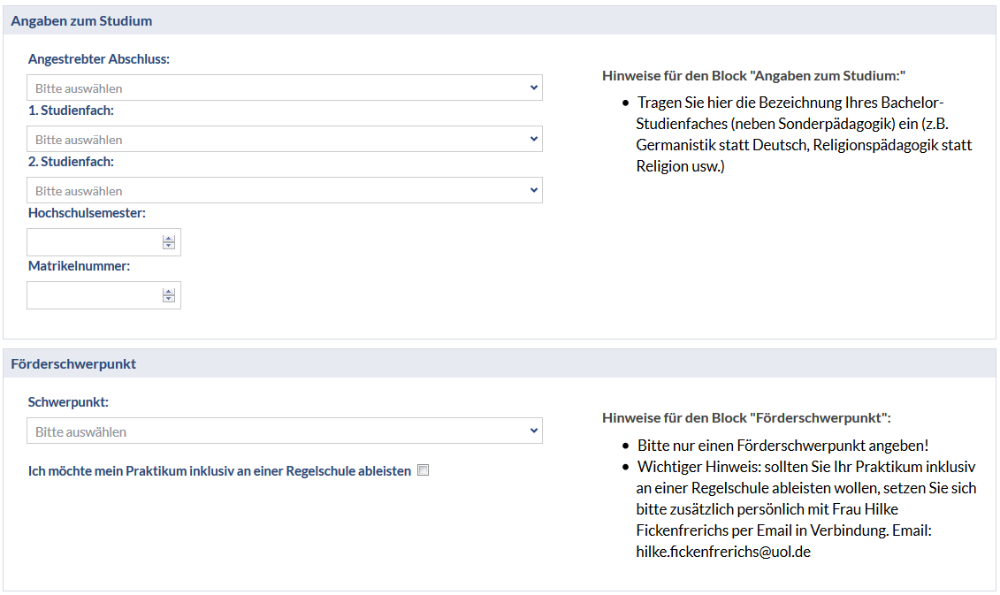 Angaben zum Studium
Angestrebter Abschluss:
Bitte auswählen
1. Studienfach:
Bitte auswählen
2. Studienfach:
Bitte auswählen
Hochschulsemester:
Matrikelnummer:
Hinweise für den Block "Angaben zum Studium:"
• Tragen Sie hier die Bezeichnung Ihres Bachelor-
Studienfaches (neben Sonderpädagogik) ein (z.B.
Germanistik statt Deutsch, Religionspädagogik statt
Religion usw.)
Förderschwerpunkt
Schwerpunkt:
Bitte auswählen
Ich möchte mein Praktikum inklusiv an einer Regelschule ableisten
Hinweise für den Block "Förderschwerpunkt":
• Bitte nur einen Förderschwerpunkt angeben!
• Wichtiger Hinweis: sollten Sie Ihr Praktikum inklusiv
an einer Regelschule ableisten wollen, setzen Sie sich
bitte zusätzlich persönlich mit Frau Hilke
Fickenfrerichs per Email in Verbindung. Email:
hilke.fickenfrerichs@uol.de